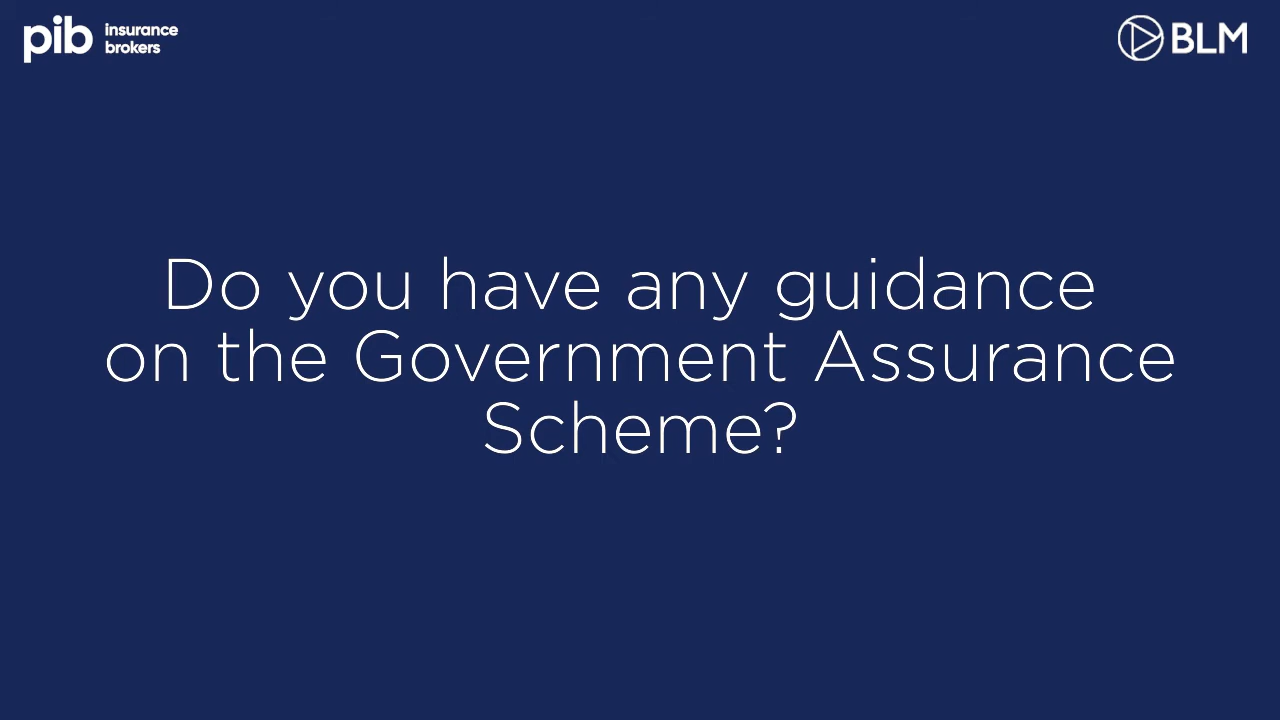 pib insurance
brokers
BLM
Do you have any guidance
on the Government Assurance
Scheme?